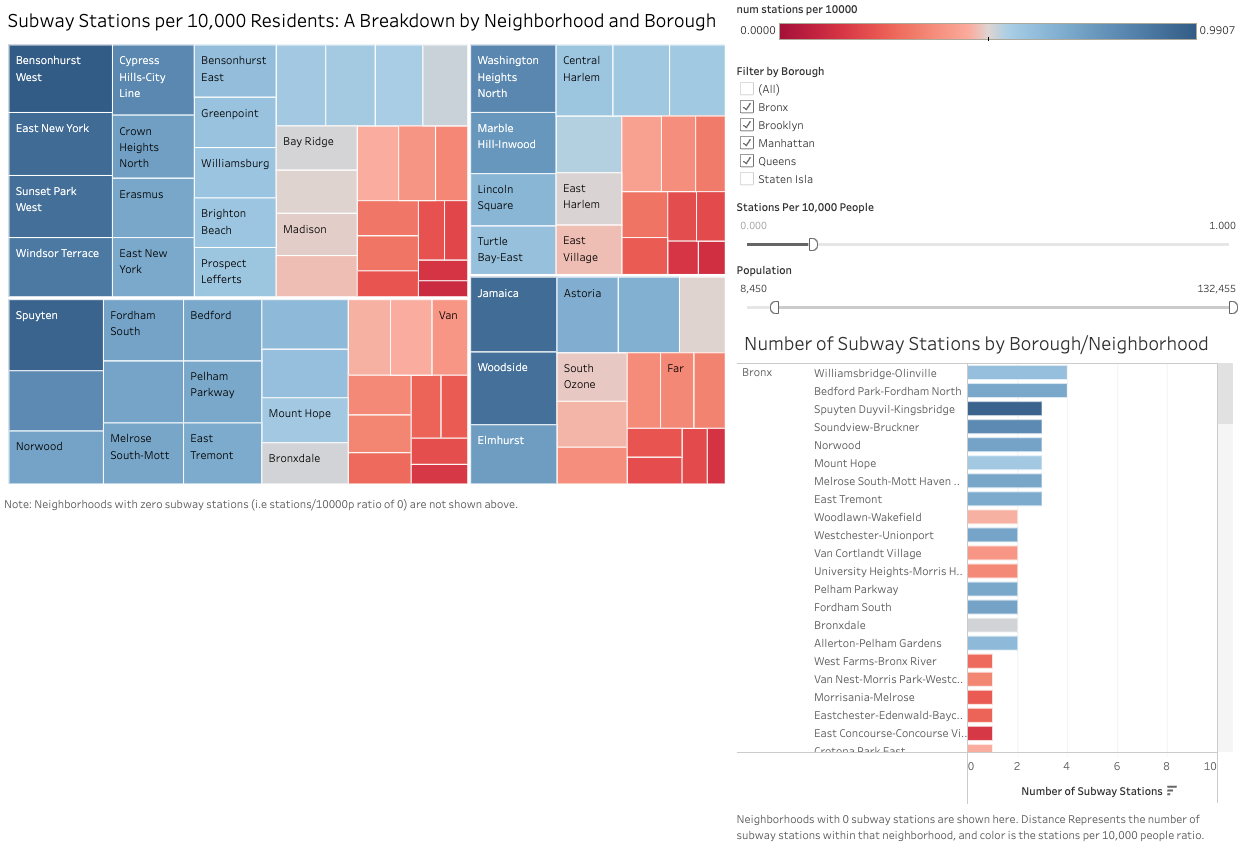 Subway Stations per 10,000 Residents: A Breakdown by Neighborhood and Borough
Bensonhurst
West
East New York
Sunset Park
West
Windsor Terrace
Cypress
Hills-City
Line
Crown
Heights
North
Erasmus
East New
York
Bensonhurst
East
Greenpoint
Williamsburg
Brighton
Beach
Prospect
Lefferts
Bay Ridge
Madison
Washington
Heights
North
Marble
Hill-Inwood
Lincoln
Square
Turtle
Bay-East
Central
Harlem
East
Harlem
East
Village
Spuyten
Norwood
Fordham
South
Melrose
South-Mott
Bedford
Pelham
Parkway
East
Tremont
Mount Hope
Bronxdale
Van
Jamaica
Woodside
Elmhurst
Astoria
South
Ozone
Far
Note: Neighborhoods with zero subway stations (i.e stations/10000p ratio of 0) are not shown above.
num stations per 10000
0.0000
0.9907
Filter by Borough
(All)
Bronx
Brooklyn
Manhattan
Queens
Staten Isla
Stations Per 10,000 People
0.000
1.000
Population
8,450
132,455
Number of Subway Stations by Borough/Neighborhood
Bronx
Williamsbridge-Olinville
Bedford Park-Fordham North
Spuyten Duyvil-Kingsbridge
Soundview-Bruckner
Norwood
Mount Hope
Melrose South-Mott Haven ..
East Tremont
Woodlawn-Wakefield
Westchester-Unionport
Van Cortlandt Village
University Heights-Morris H..
Pelham Parkway
Fordham South
Bronxdale
Allerton-Pelham Gardens
West Farms-Bronx River
Van Nest-Morris Park-Westc..
Morrisania-Melrose
Eastchester-Edenwald-Bayc..
East Concourse-Concourse Vi..
Crotona Park East
0 2 4 6 8 10
Number of Subway Stations
Neighborhoods with 0 subway stations are shown here. Distance Represents the number of
subway stations within that neighborhood, and color is the stations per 10,000 people ratio.